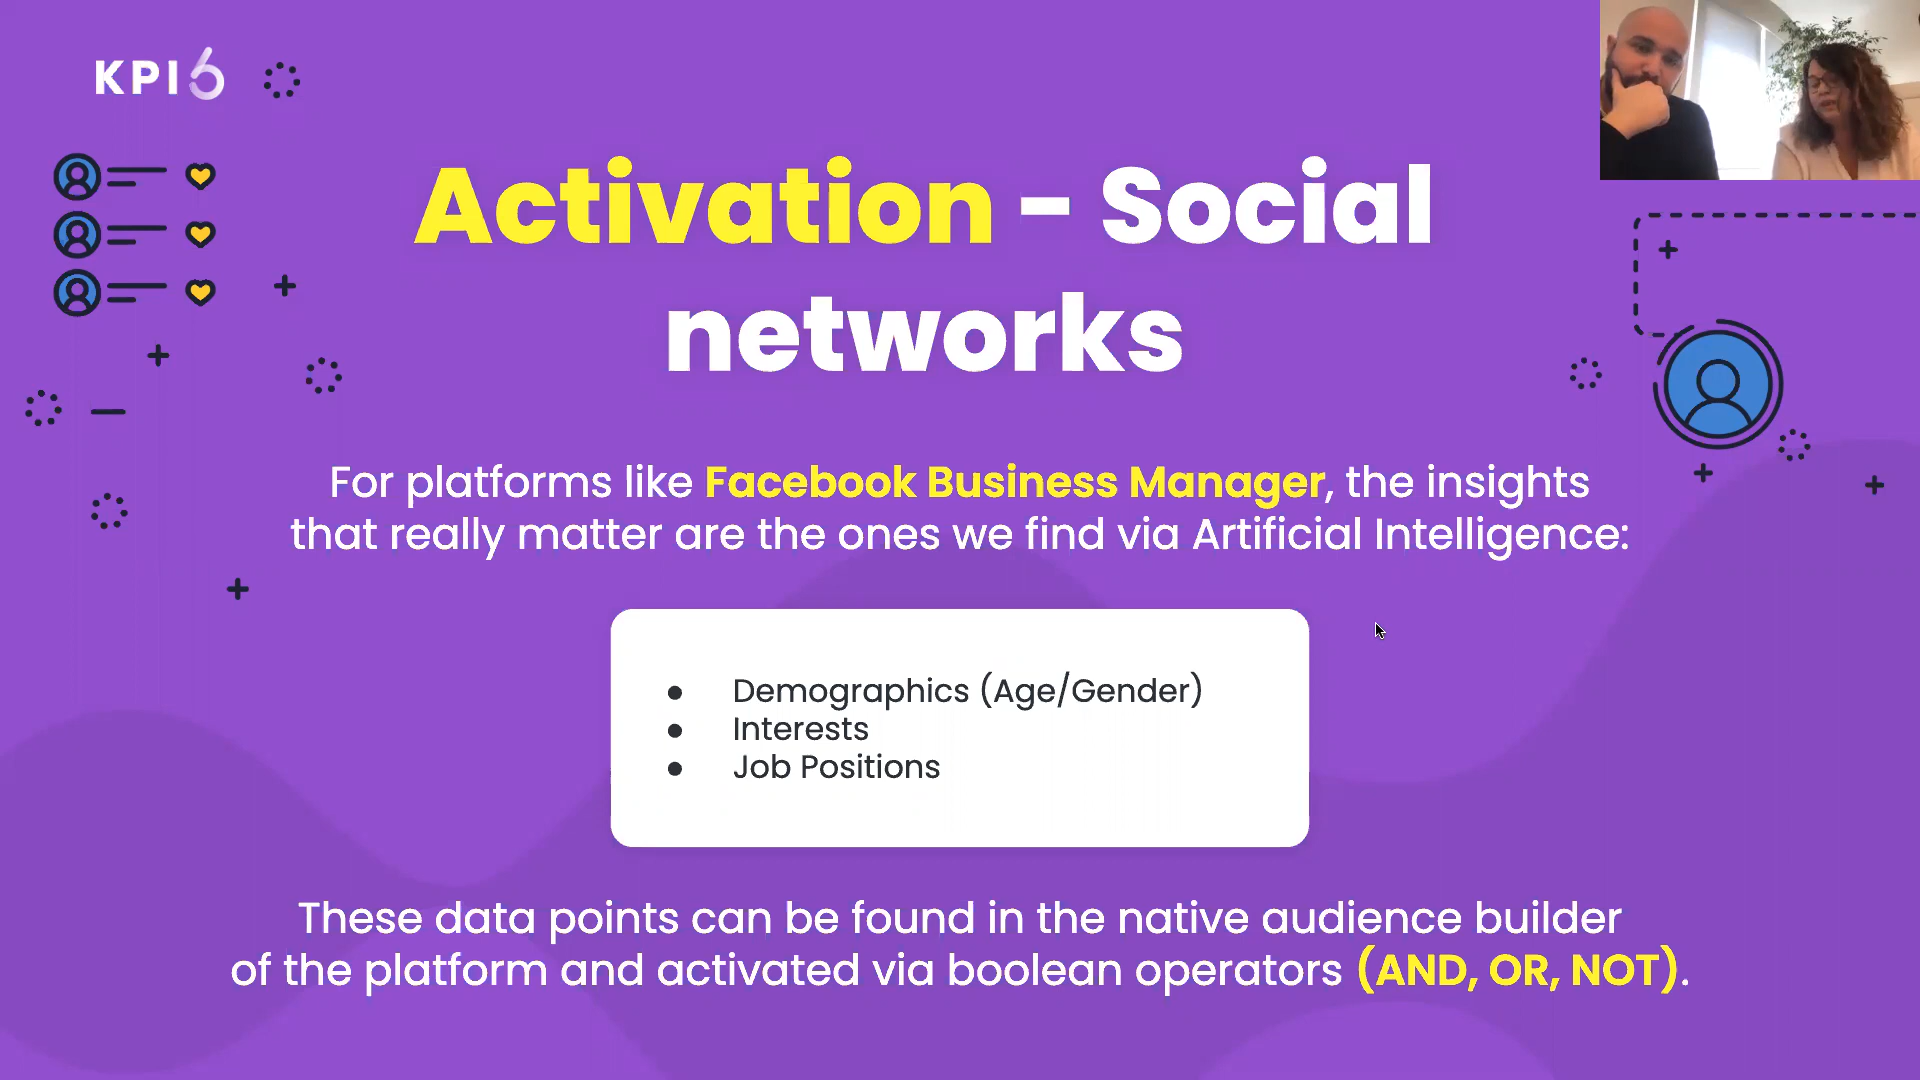 KPI6
Activation - Social
networks
For platforms like Facebook Business Manager, the insights
that really matter are the ones we find via Artificial Intelligence:
● Demographics (Age/Gender)
● Interests
● Job Positions
These data points can be found in the native audience builder
of the platform and activated via boolean operators (AND, OR, NOT).